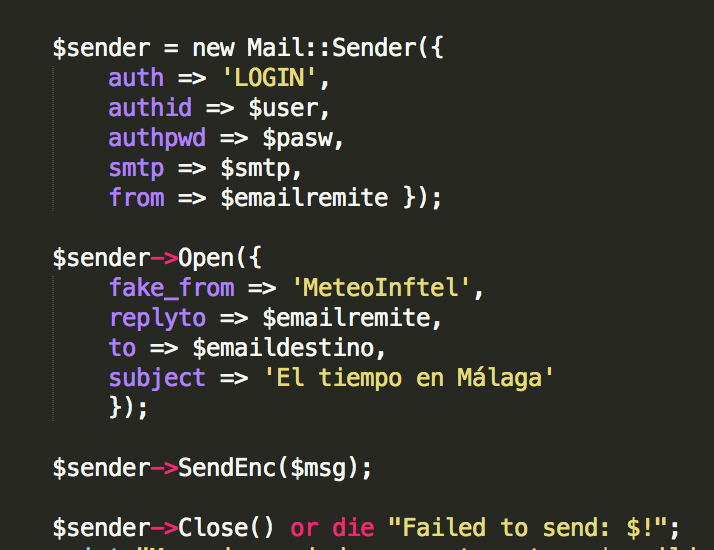 $sender = new Mail::Sender({
auth => 'LOGIN',
authid => $user,
authpwd => $pasw,
smtp => $smtp,
from => $emailremite });
$sender->Open({
fake_from => 'MeteoInftel',
replyto => $emailremite,
to => $emaildestino,
subject => 'El tiempo en Málaga'
});
$sender->SendEnc($msg);
$sender->Close() or die "Failed to send: $!";